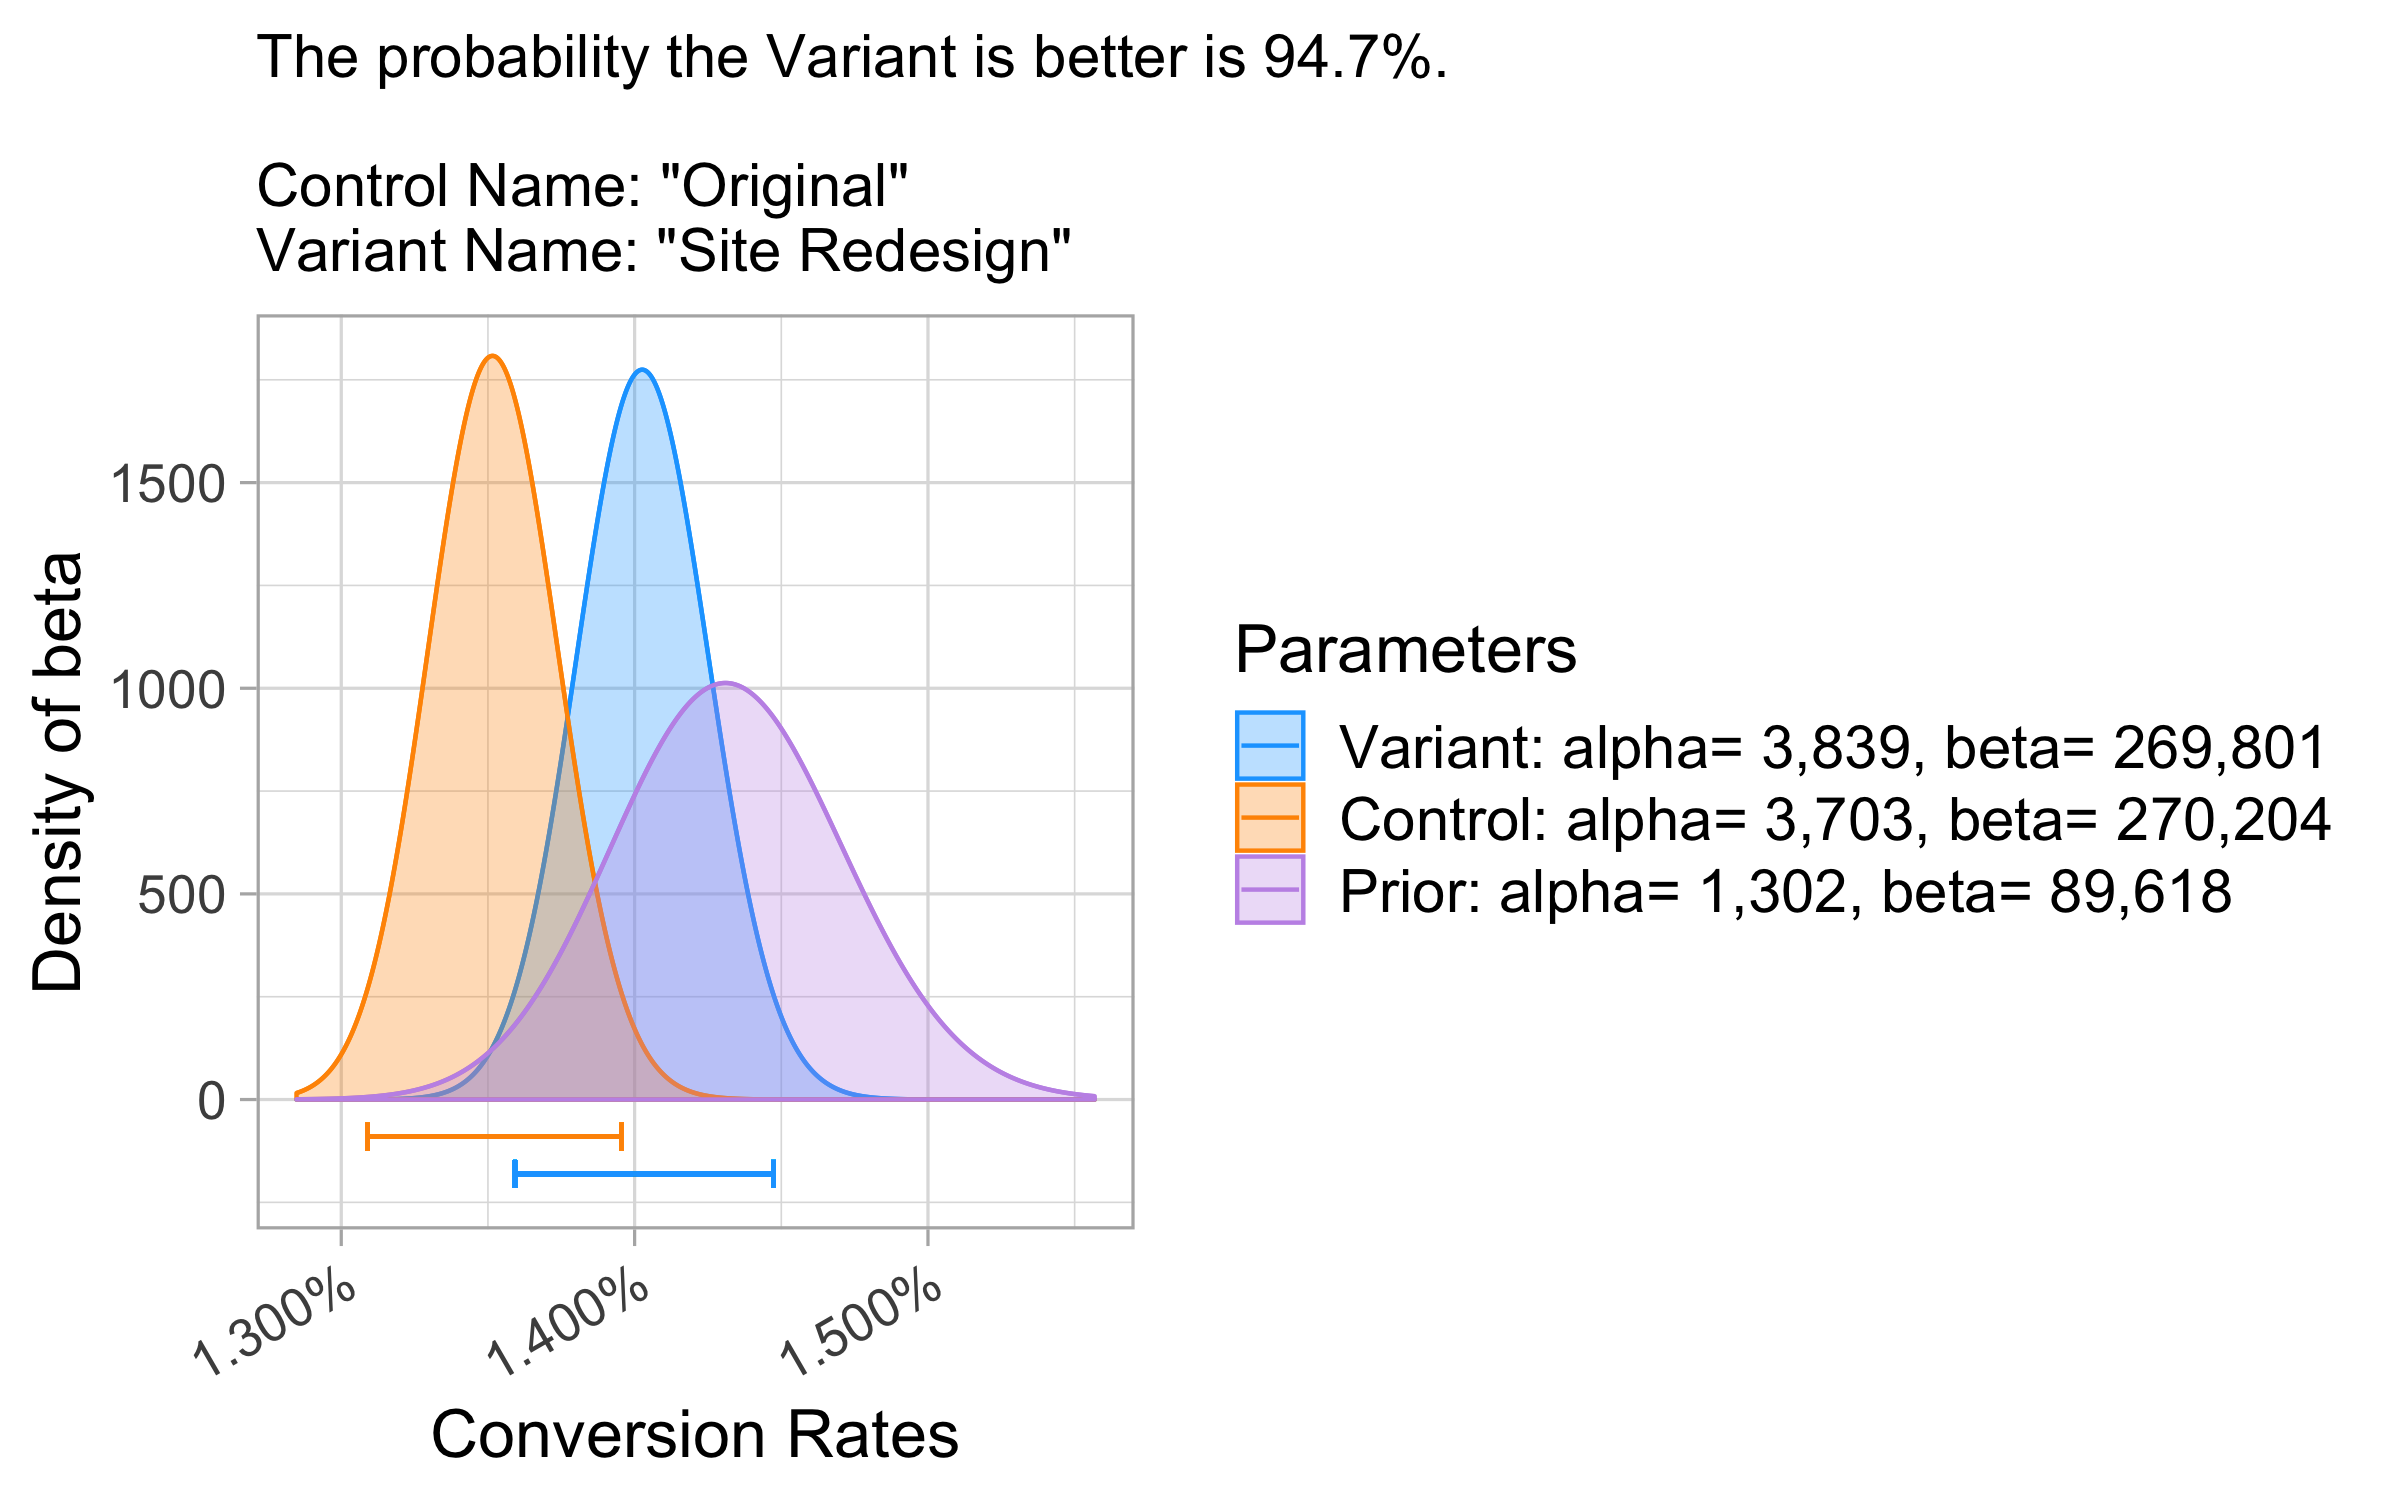 The probability the Variant is better is 94.7%.
Control Name: "Original"
Variant Name: "Site Redesign"
Density of beta
1500
1000
500
0
1.300%
1.400%
1.500%
Conversion Rates
Parameters
Variant: alpha= 3,839, beta= 269,801
Control: alpha= 3,703, beta= 270,204
Prior: alpha= 1,302, beta= 89,618